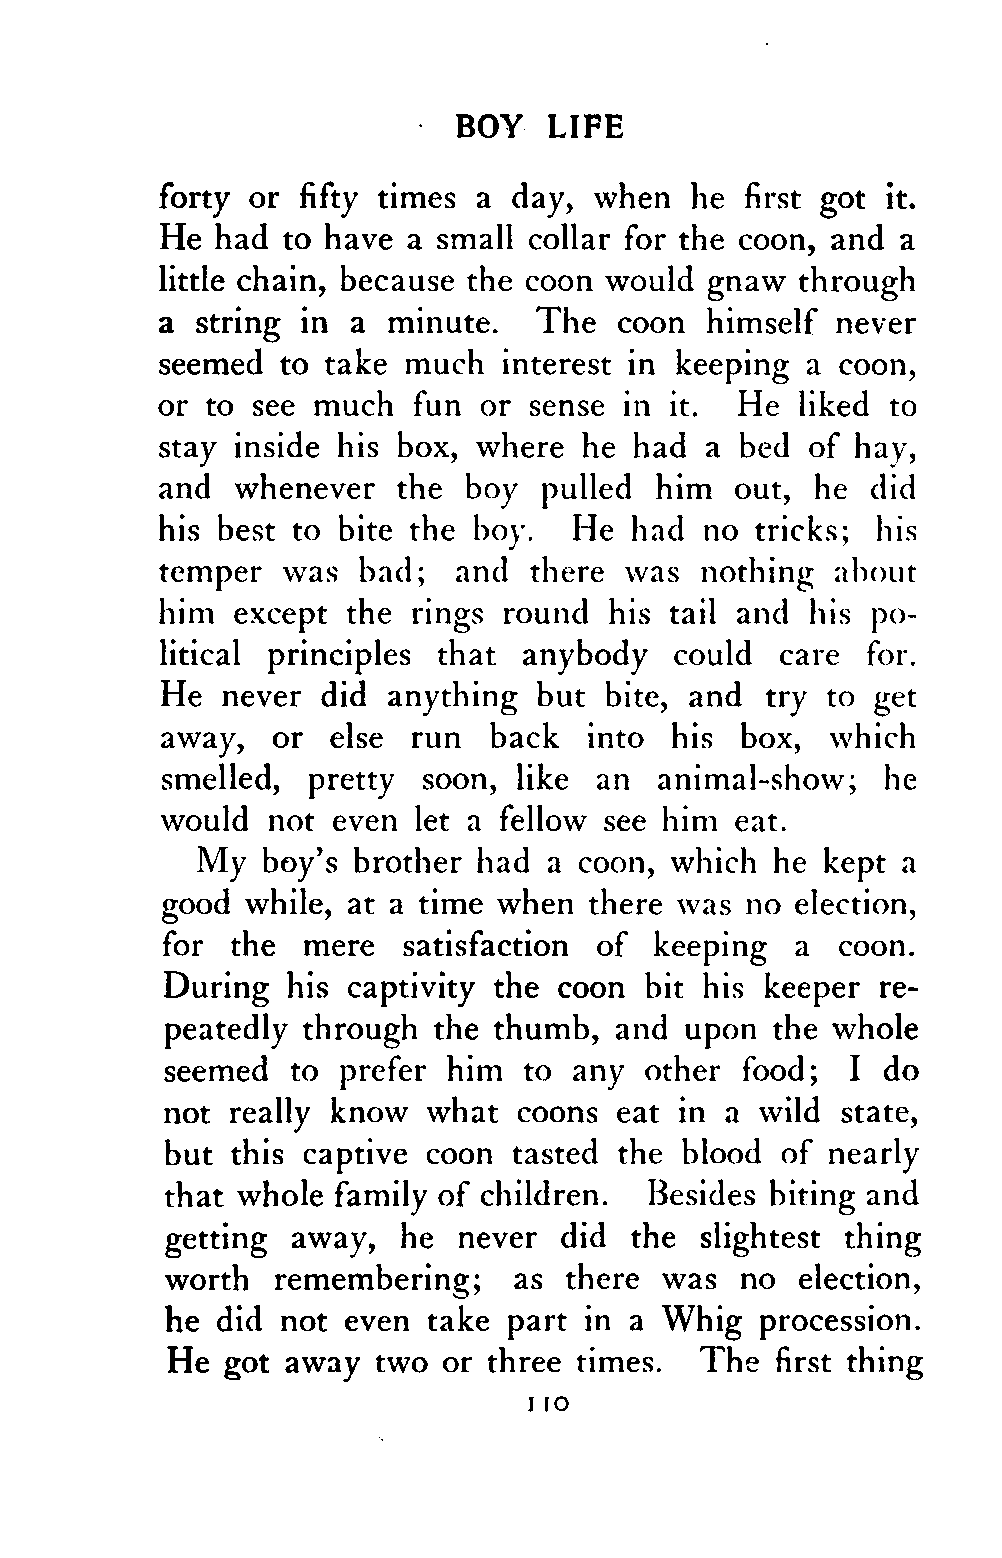 BOY LIFE
forty or fifty times a day, when he first got it.
He had to have a small collar for the coon, and a
little chain, because the coon would gnaw through
a string in a minute. The coon himself never
seemed to take much interest in keeping a coon,
or to see much fun or sense in it. He liked to
stay inside his box, where he had a bed of hay,
and whenever the boy pulled him out, he did
his best to bite the boy. He had no tricks; his
temper was bad; and there was nothing about
him except the rings round his tail and his po-
litical principles that anybody could care for.
He never did anything but bite, and try to get
away, or else run back into his box, which
smelled, pretty soon, like an animal-show; he
would not even let a fellow see him eat.
My boy's brother had a coon, which he kept a
good while, at a time when there was no election,
for the mere satisfaction of keeping a coon.
During his captivity the coon bit his keeper re-
peatedly through the thumb, and upon the whole
seemed to prefer him to any other food; I do
not really know what coons eat in a wild state,
but this captive coon tasted the blood of nearly
that whole family of children. Besides biting and
getting away, he never did the slightest thing
worth remembering; as there was no election,
he did not even take part in a Whig procession.
He got away two or three times. The first thing
110